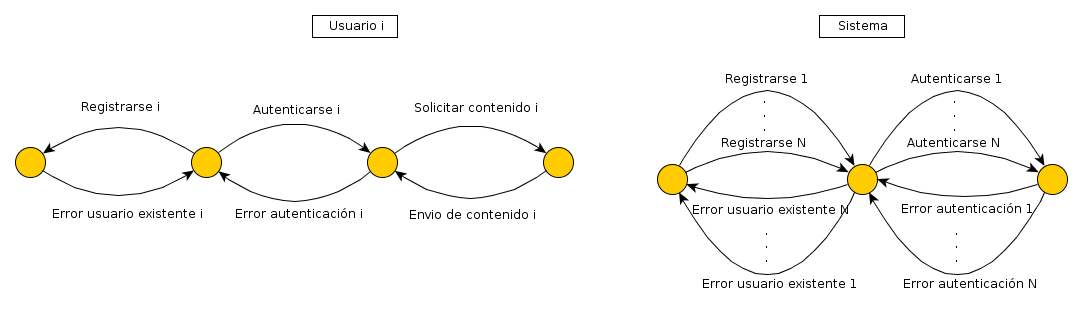 Usuario i
Registrarse i
Autenticarse i
Solicitar contenido i
Error usuario existente i
Error autenticación i
Envio de contenido i
Sistema
Registrarse 1
Autenticarse 1
Registrarse N
Autenticarse N
Error usuario existente N
Error autenticación 1
Error usuario existente 1
Error autenticación N